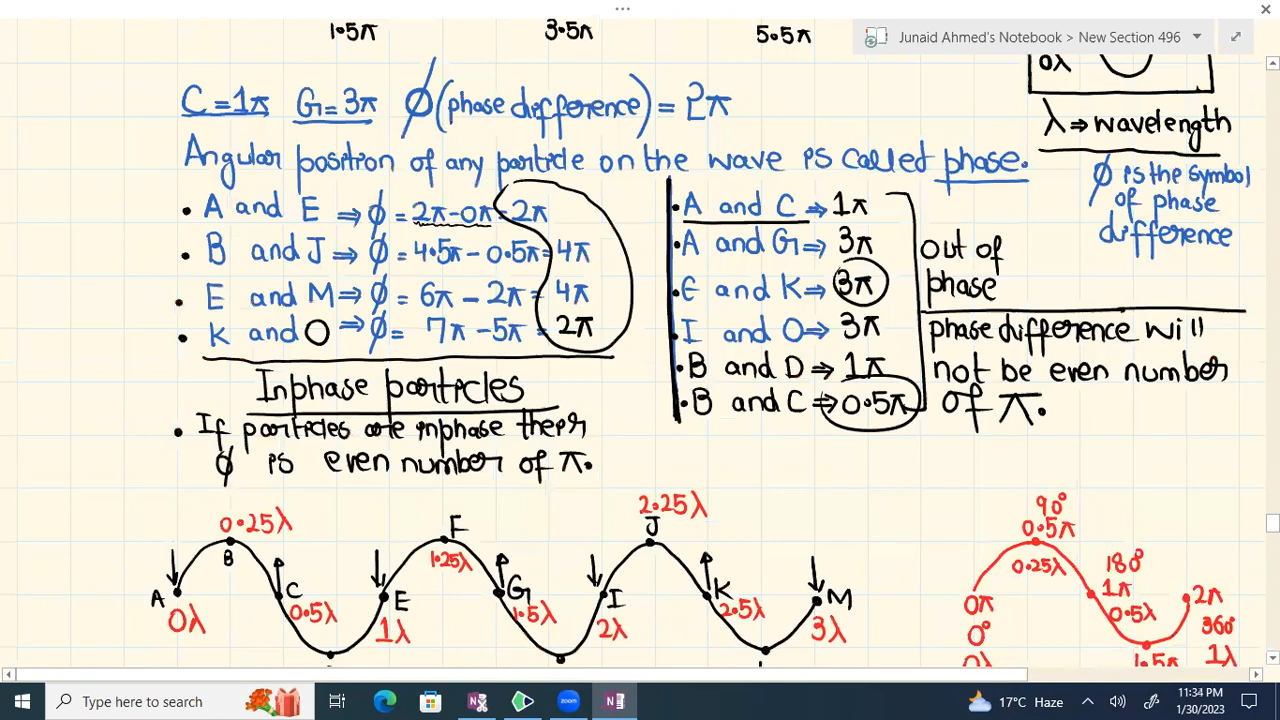 1.5π 3.5π 5.5π
Junaid Ahmed's Notebook > New Section 496
0λ
λ⇒wavelength
C=1π G=3π ϕ(phase difference) = 2π
Angular position of any particle on the wave is called phase.
ϕ is the symbol
of phase
difference
• A and E ⇒ ϕ = 2π-0π=2π
• B and J ⇒ ϕ = 4.5π - 0.5π=4π
• E and M ⇒ ϕ = 6π - 2π = 4π
• K and O ⇒ ϕ = 7π -5π = 2π
Inphase particles
• If particles are inphase their
ϕ is even number of π.
• A and C ⇒ 1π
• A and G ⇒ 3π
• E and K ⇒ 3π
• I and O ⇒ 3π
• B and D ⇒ 1π
• B and C ⇒ 0.5π
out of
phase
phase difference will
not be even number
of π.
0.25λ
B
F
1.25λ
2.25λ
J
A
0λ
C
0.5λ
E
1λ
G
1.5λ
I
2λ
K
2.5λ
M
3λ
90°
0.5π
0.25λ
180°
1π
0.5λ
0π
0°
0λ
2π
360°
1λ
1.5π
Type here to search
17°C Haze
11:34 PM
1/30/2023